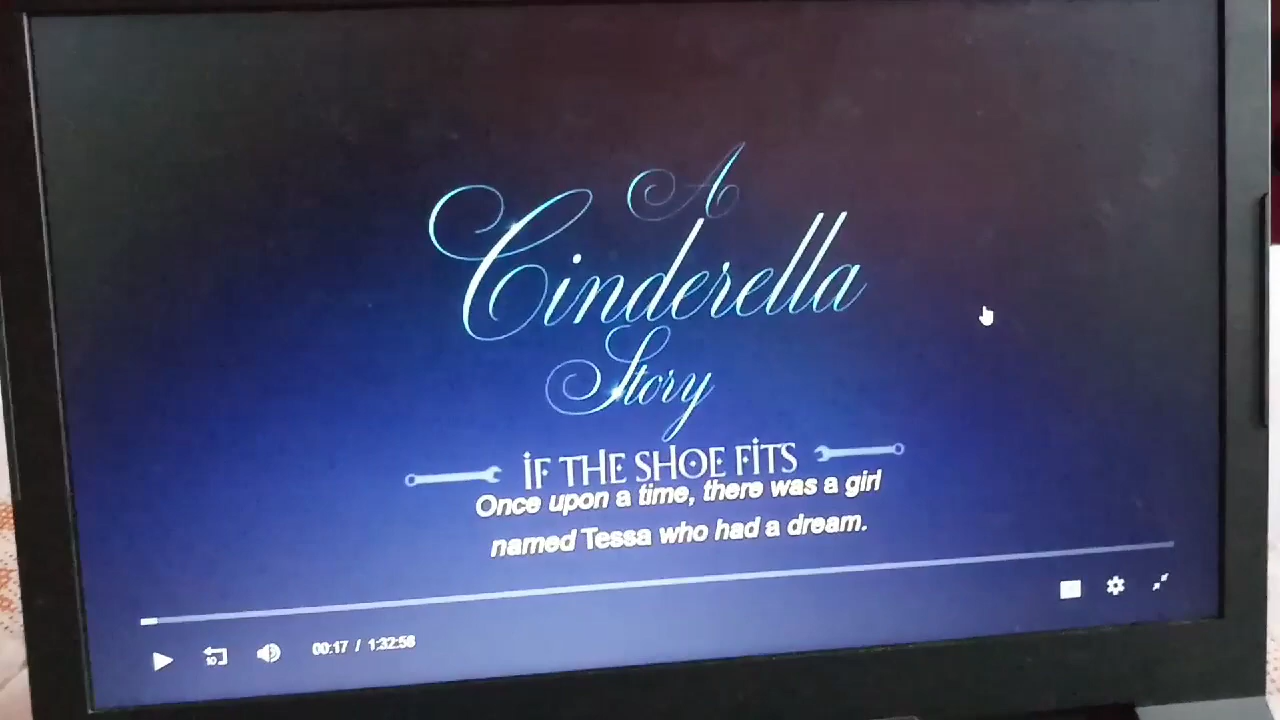 A
Cinderella
Story
IF THE SHOE FITS
Once upon a time, there was a girl
named Tessa who had a dream.
10
00:17 / 1:32:58